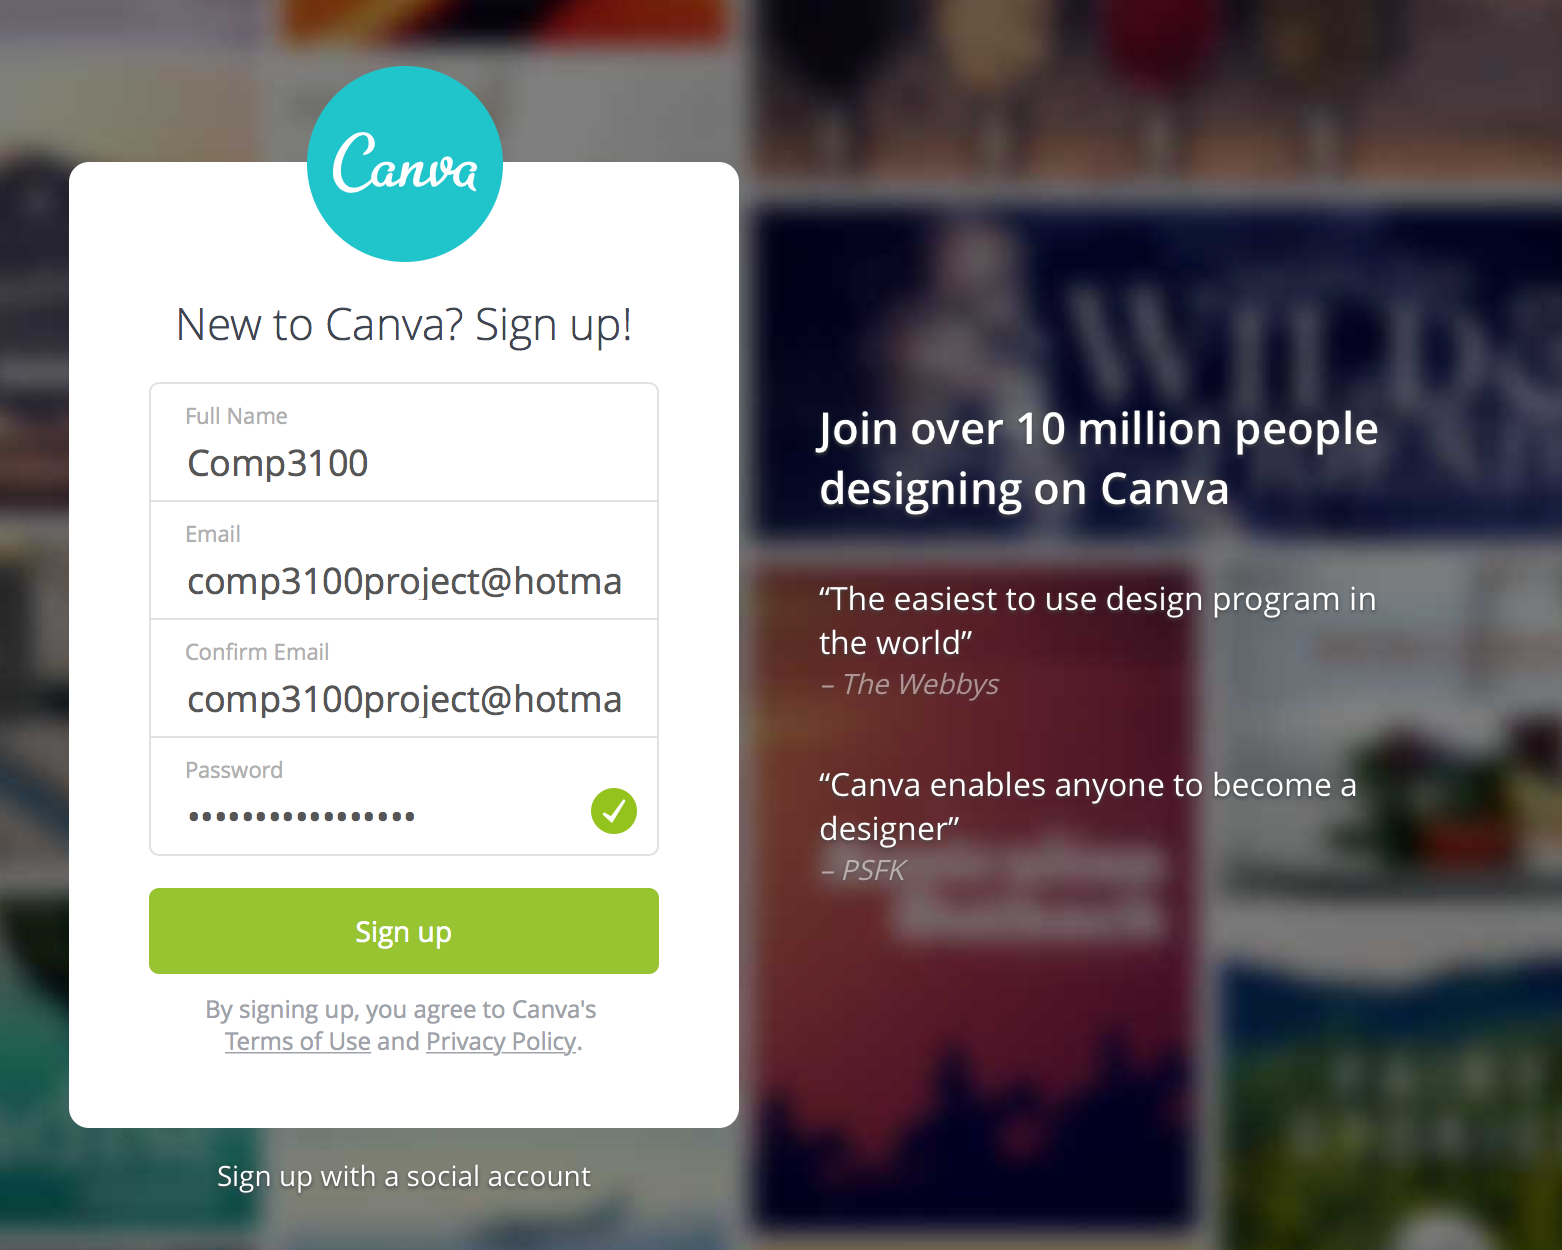 Canva
New to Canva? Sign up!
Full Name
Comp3100
Email
comp3100project@hotma
Confirm Email
comp3100project@hotma
Password
•••••••••••••••••
Sign up
By signing up, you agree to Canva's
Terms of Use and Privacy Policy.
Sign up with a social account
Join over 10 million people
designing on Canva
“The easiest to use design program in
the world”
– The Webbys
“Canva enables anyone to become a
designer”
– PSFK